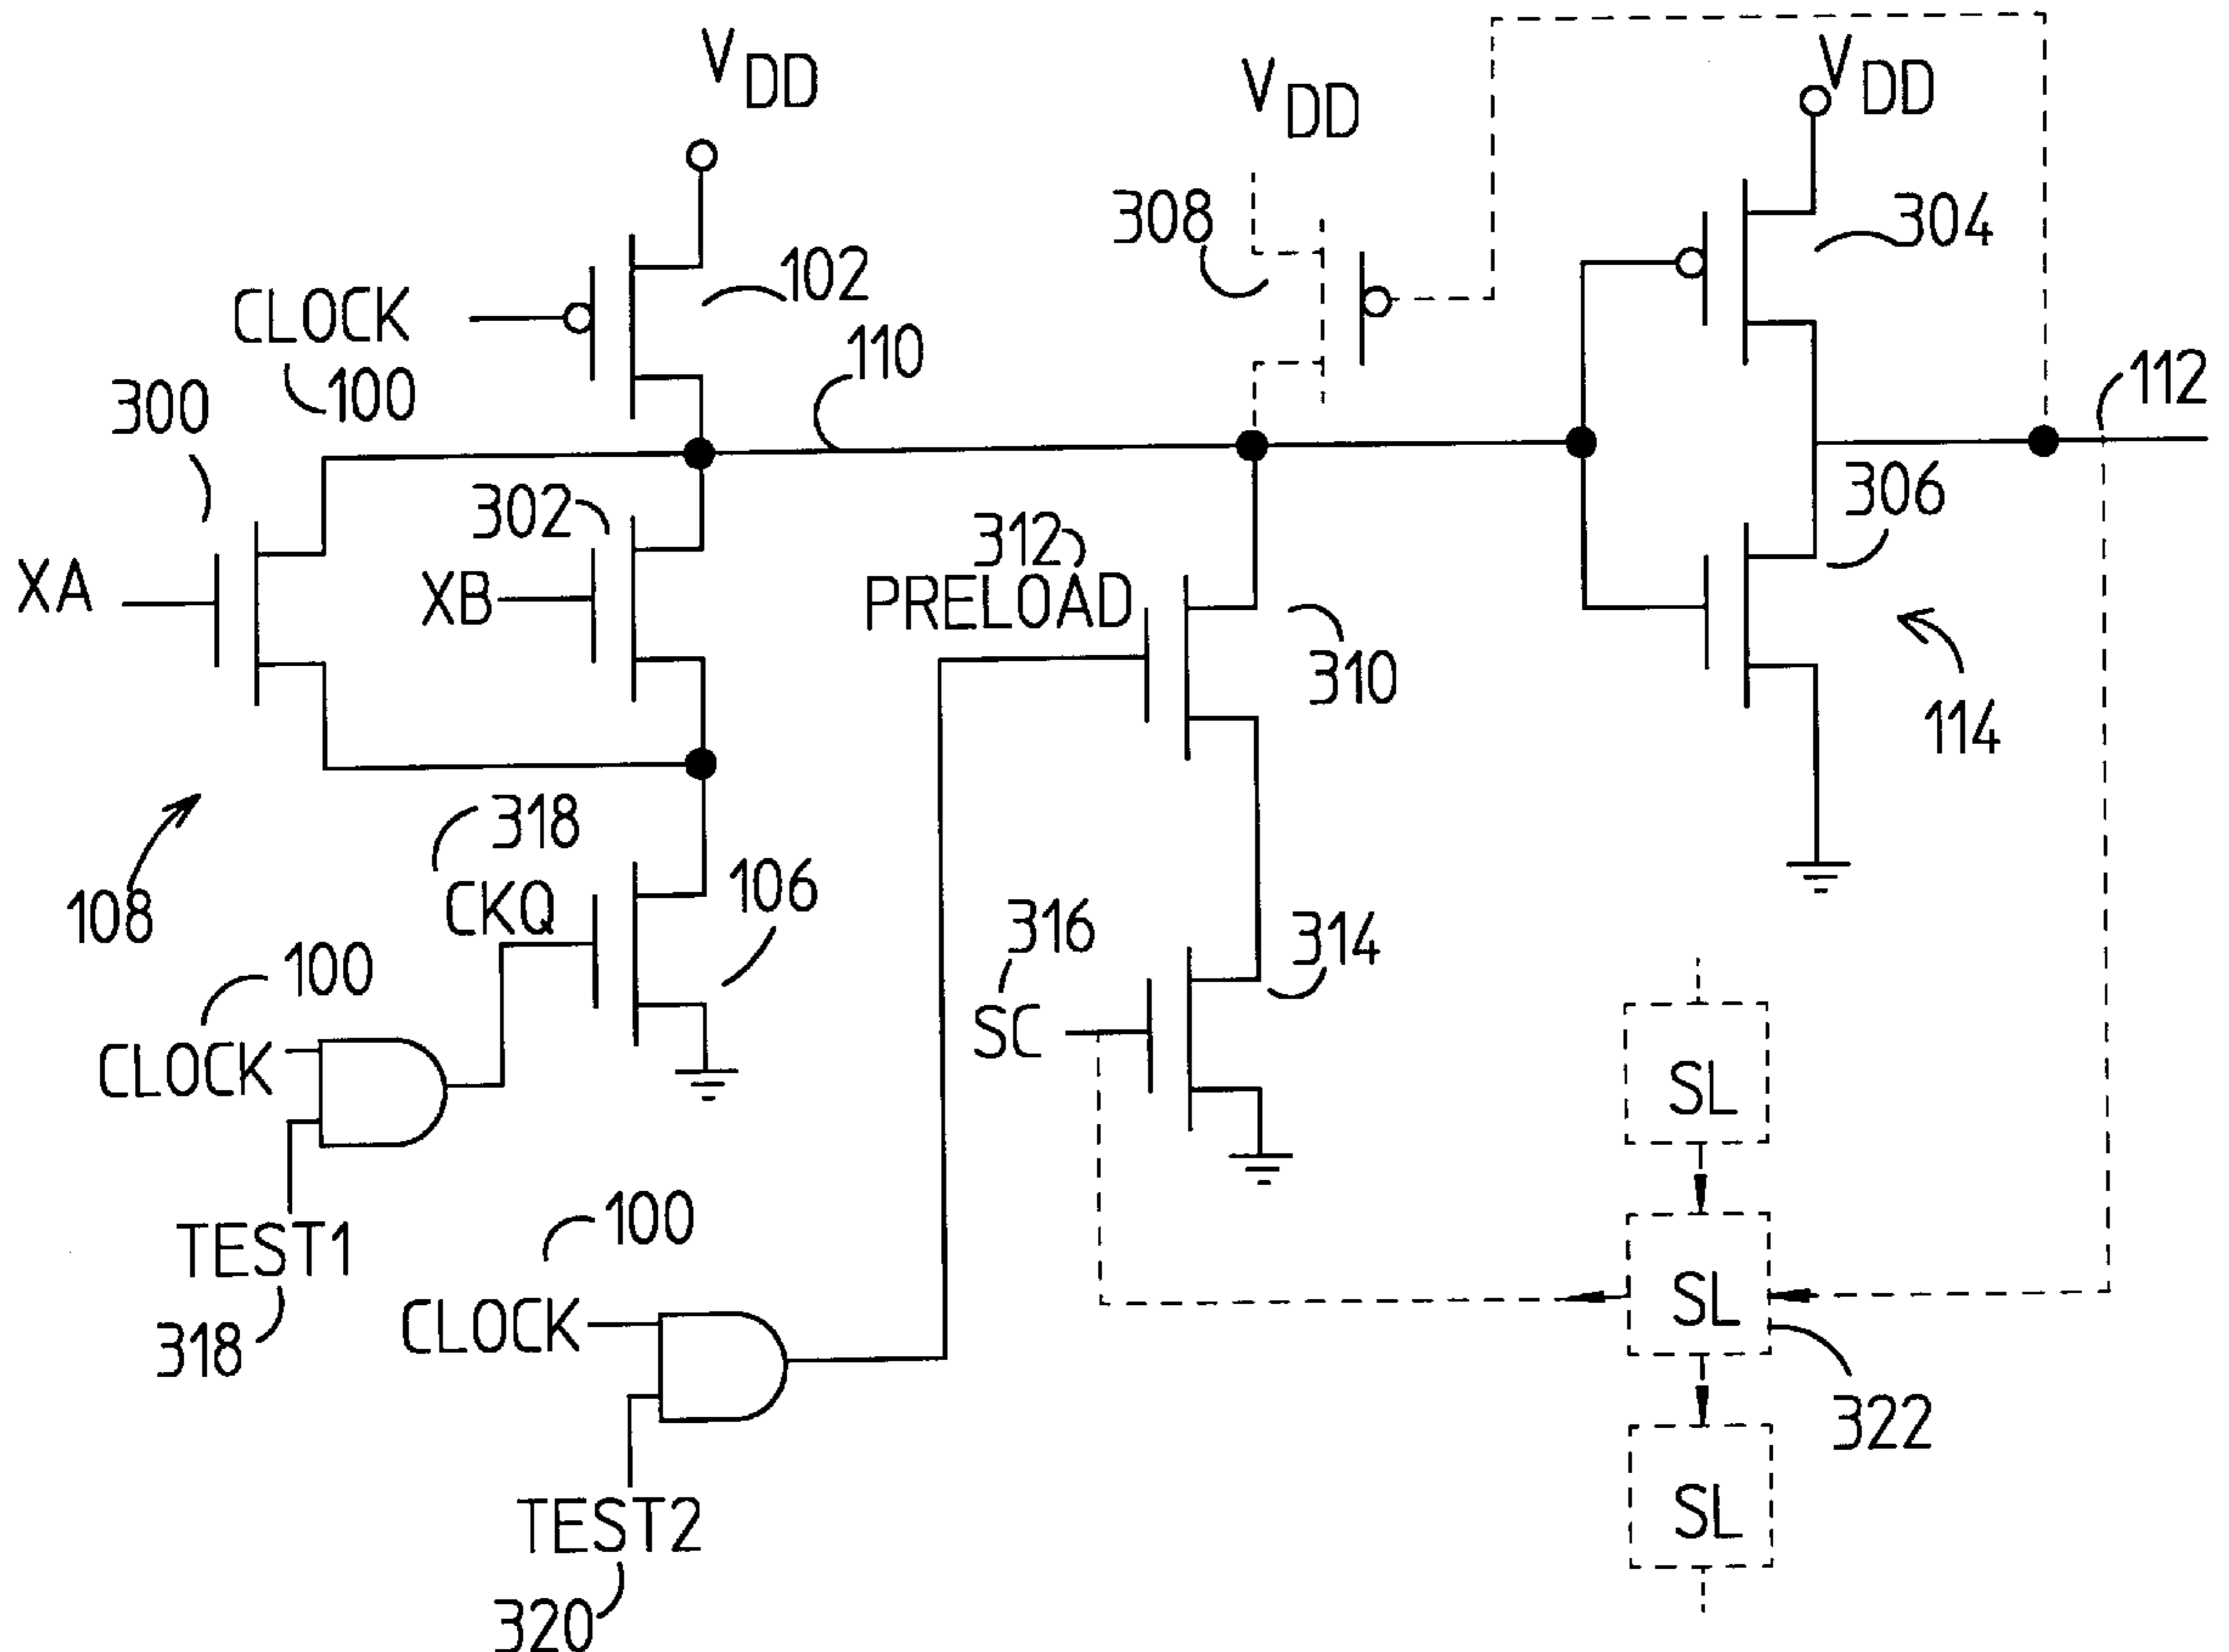 VDD
VDD
VDD
308
304
CLOCK
100
102
110
112
300
302
306
312
XA
XB
PRELOAD
310
114
318
CKQ
106
108
316
314
100
SC
CLOCK
SL
100
TEST1
318
CLOCK
SL
322
TEST2
SL
320